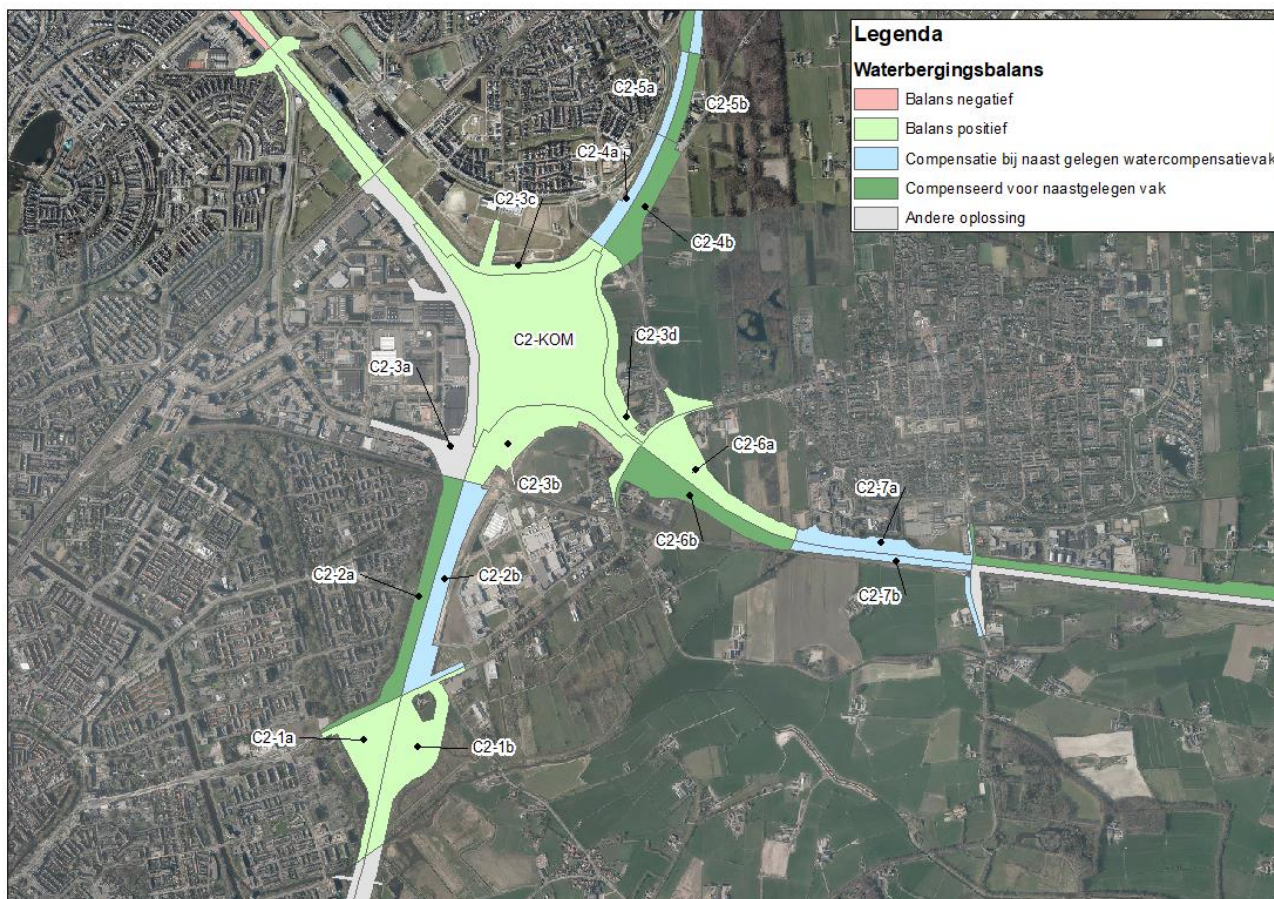 Legenda
Waterbergingsbalans
Balans negatief
Balans positief
Compensatie bij naast gelegen watercompensatievak
Compenseerd voor naastgelegen vak
Andere oplossing
C2-5a
C2-5b
C2-4a
C2-3c
C2-4b
C2-KOM
C2-3d
C2-3a
C2-6a
C2-3b
C2-7a
C2-6b
C2-2a
C2-2b
C2-7b
C2-1a
C2-1b